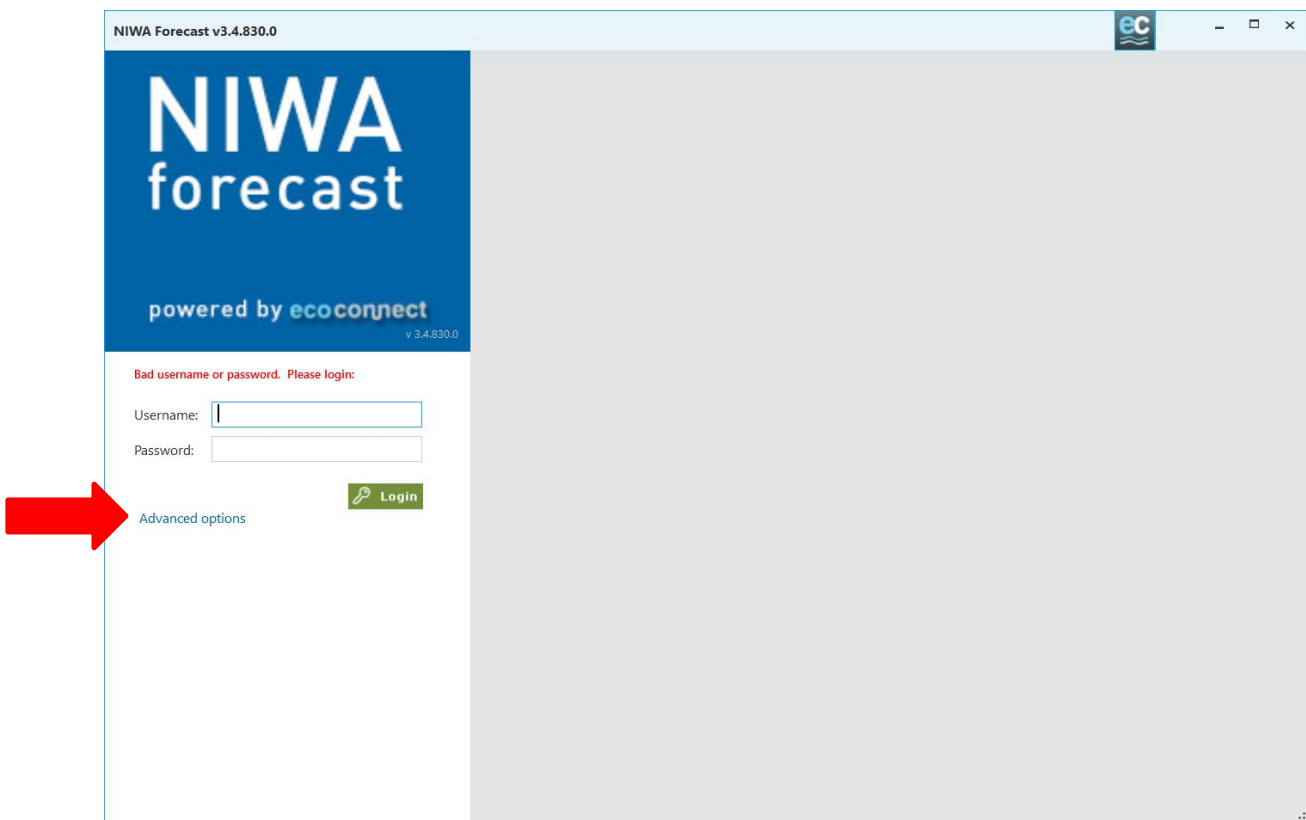 NIWA Forecast v3.4.830.0
ec
NIWA
forecast
powered by ecoconnect
v 3.4.830.0
Bad username or password. Please login:
Username:
Password:
Login
Advanced options